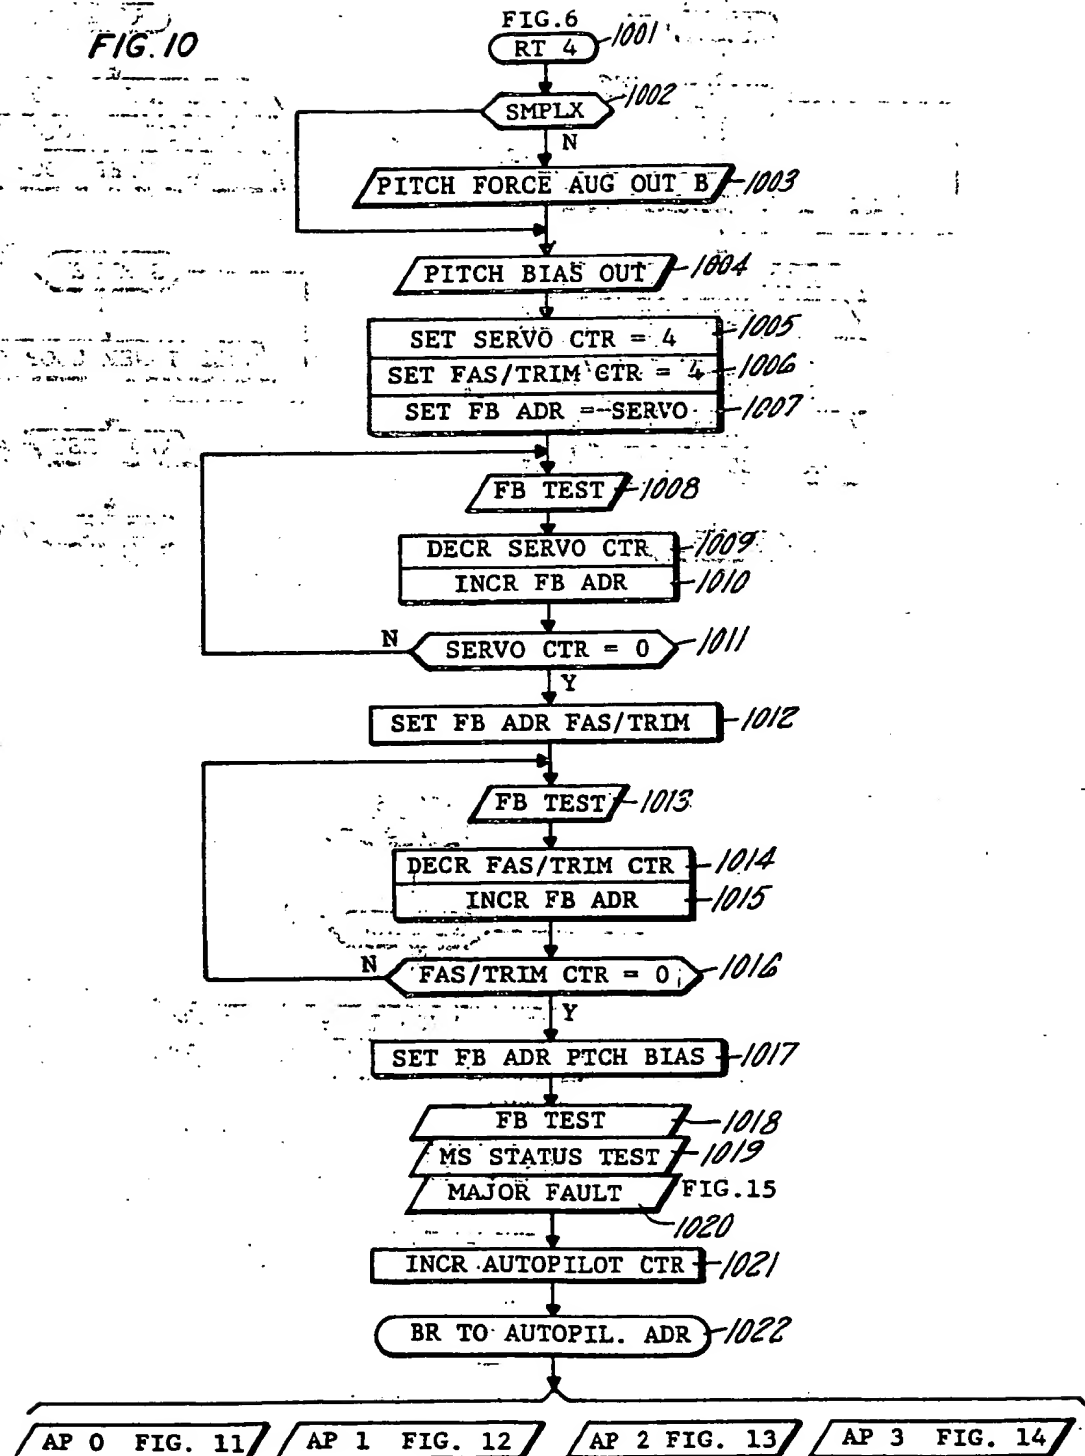 FIG.10
FIG.6
RT 4 1001
SMPLX 1002
N
PITCH FORCE AUG OUT B 1003
PITCH BIAS OUT 1004
SET SERVO CTR = 4 1005
SET FAS/TRIM CTR = 4 1006
SET FB ADR = SERVO 1007
FB TEST 1008
DECR SERVO CTR 1009
INCR FB ADR 1010
N SERVO CTR = 0 1011
Y
SET FB ADR FAS/TRIM 1012
FB TEST 1013
DECR FAS/TRIM CTR 1014
INCR FB ADR 1015
N FAS/TRIM CTR = 0 1016
Y
SET FB ADR PTCH BIAS 1017
FB TEST 1018
MS STATUS TEST 1019
MAJOR FAULT FIG.15
1020
INCR AUTOPILOT CTR 1021
BR TO AUTOPIL. ADR 1022
AP 0 FIG. 11 AP 1 FIG. 12 AP 2 FIG. 13 AP 3 FIG. 14